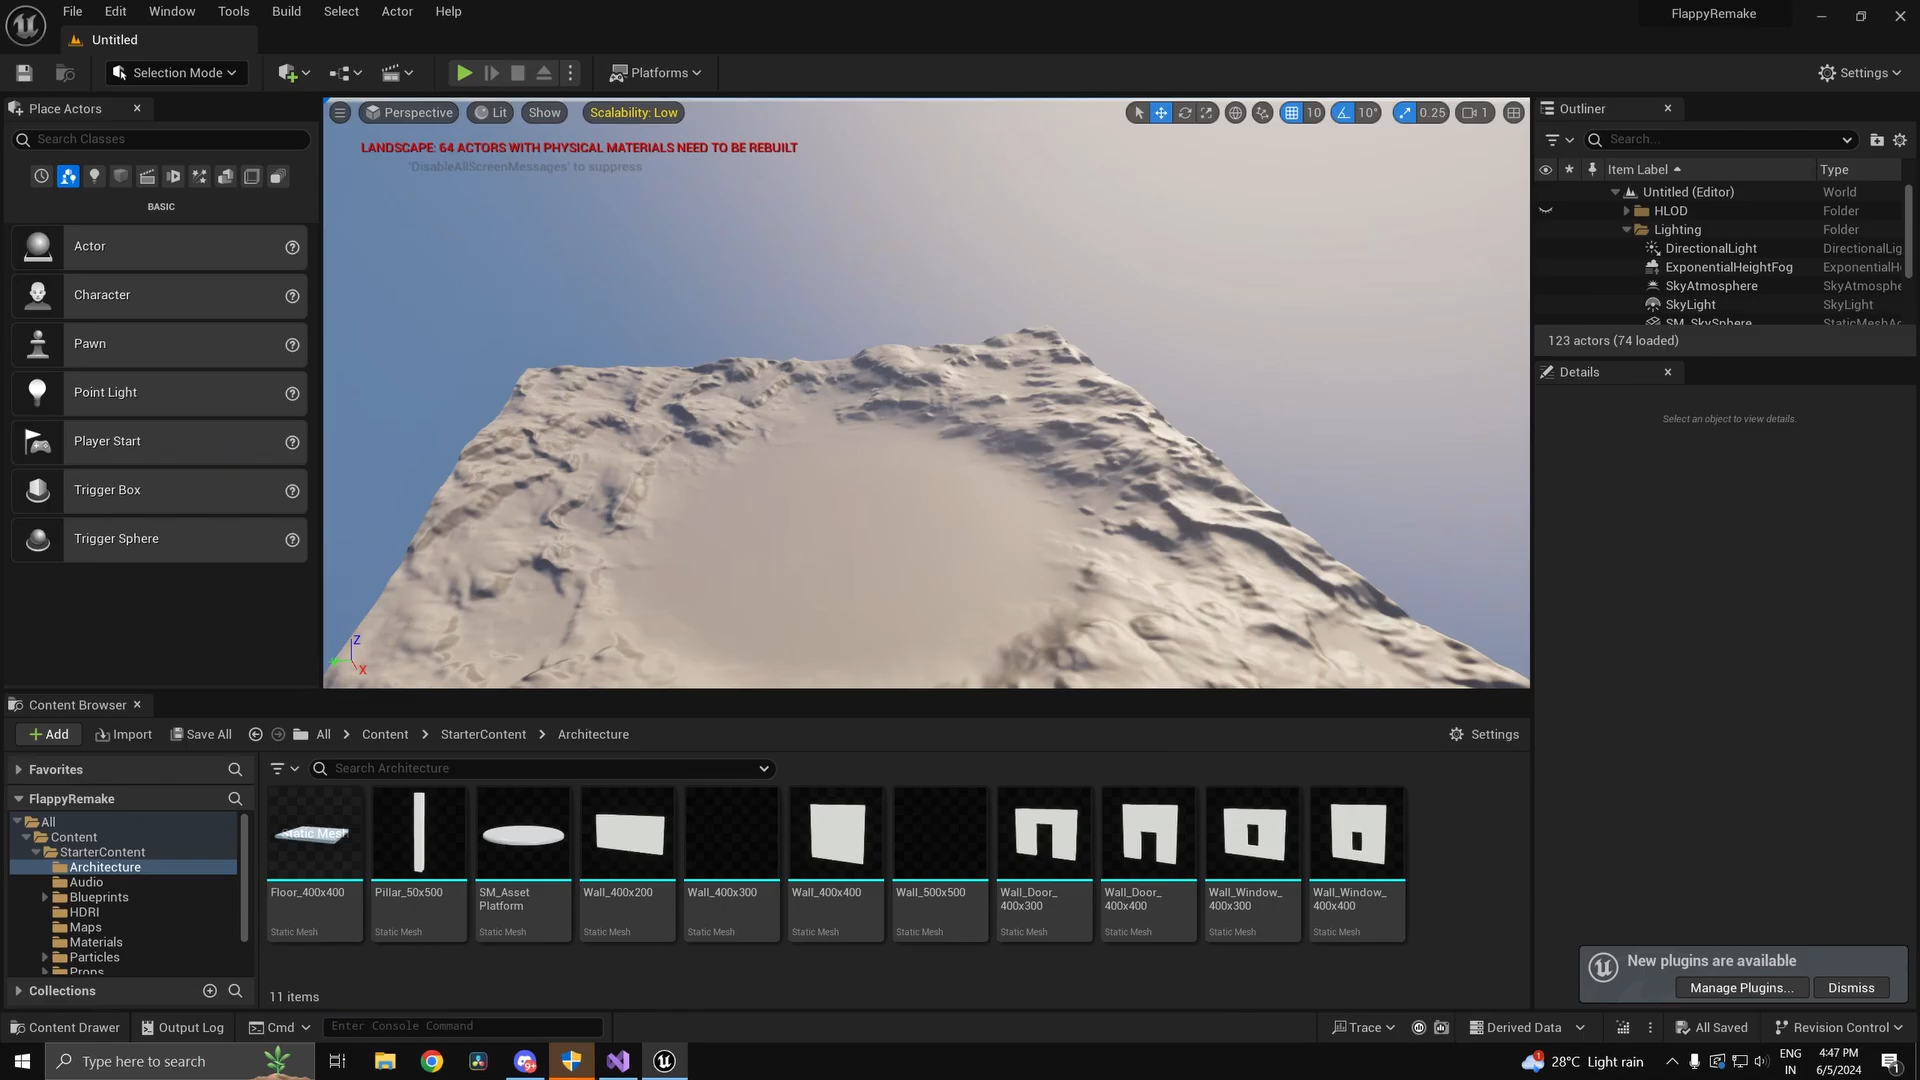 File Edit Window Tools Build Select Actor Help
FlappyRemake
Untitled
Selection Mode
Platforms
Settings
Place Actors
Search Classes
BASIC
Actor
Character
Pawn
Point Light
Player Start
Trigger Box
Trigger Sphere
Perspective Lit Show Scalability: Low
10 10° 0.25 1
LANDSCAPE: 64 ACTORS WITH PHYSICAL MATERIALS NEED TO BE REBUILT
'DisableAllScreenMessages' to suppress
Z
X
Outliner
Search...
Item Label Type
Untitled (Editor) World
HLOD Folder
Lighting Folder
DirectionalLight DirectionalLig
ExponentialHeightFog ExponentialH
SkyAtmosphere SkyAtmosphe
SkyLight SkyLight
SM_SkySphere StaticMeshAc
123 actors (74 loaded)
Details
Select an object to view details.
Content Browser
Add Import Save All All Content StarterContent Architecture Settings
Favorites
FlappyRemake
All
Content
StarterContent
Architecture
Audio
Blueprints
HDRI
Maps
Materials
Particles
Props
Collections
Search Architecture
Static Mesh
Floor_400x400
Static Mesh
Pillar_50x500
Static Mesh
SM_Asset
Platform
Static Mesh
Wall_400x200
Static Mesh
Wall_400x300
Static Mesh
Wall_400x400
Static Mesh
Wall_500x500
Static Mesh
Wall_Door_
400x300
Static Mesh
Wall_Door_
400x400
Static Mesh
Wall_Window_
400x300
Static Mesh
Wall_Window_
400x400
Static Mesh
11 items
New plugins are available
Manage Plugins... Dismiss
Content Drawer Output Log Cmd Enter Console Command
Trace Derived Data All Saved Revision Control
Type here to search
28°C Light rain
ENG
IN
4:47 PM
6/5/2024